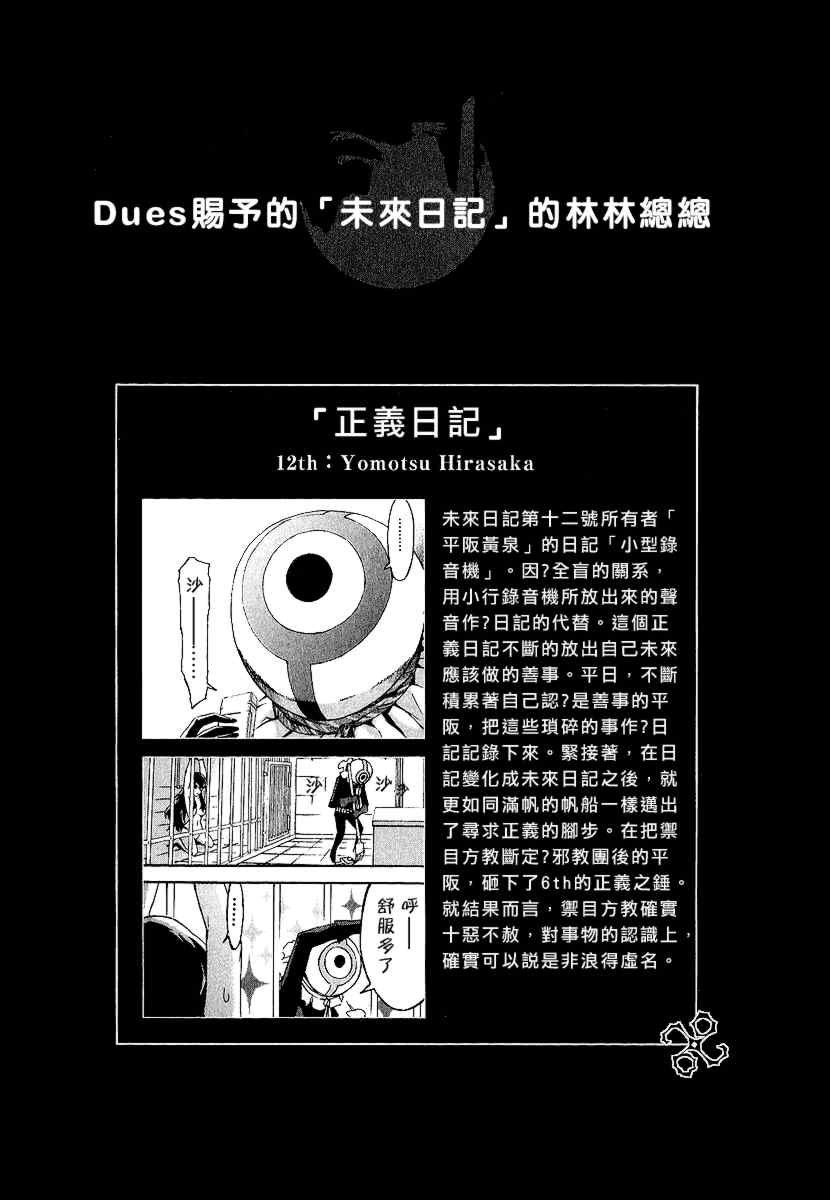 Dues賜予的「未來日記」的林林總總
「正義日記」
12th：Yomotsu Hirasaka
………
沙——………
未來日記第十二號所有者「
平阪黃泉」的日記「小型錄
音機」。因?全盲的關系，
用小行錄音機所放出來的聲
音作?日記的代替。這個正
義日記不斷的放出自己未來
應該做的善事。平日，不斷
積累著自己認?是善事的平
阪，把這些瑣碎的事作?日
記記錄下來。緊接著，在日
記變化成未來日記之後，就
更如同滿帆的帆船一樣邁出
了尋求正義的腳步。在把禦
目方教斷定?邪教團後的平
阪，砸下了6th的正義之錘。
就結果而言，禦目方教確實
十惡不赦，對事物的認識上，
確實可以説是非浪得虛名。
沙
沙
呼——
舒服多了
………